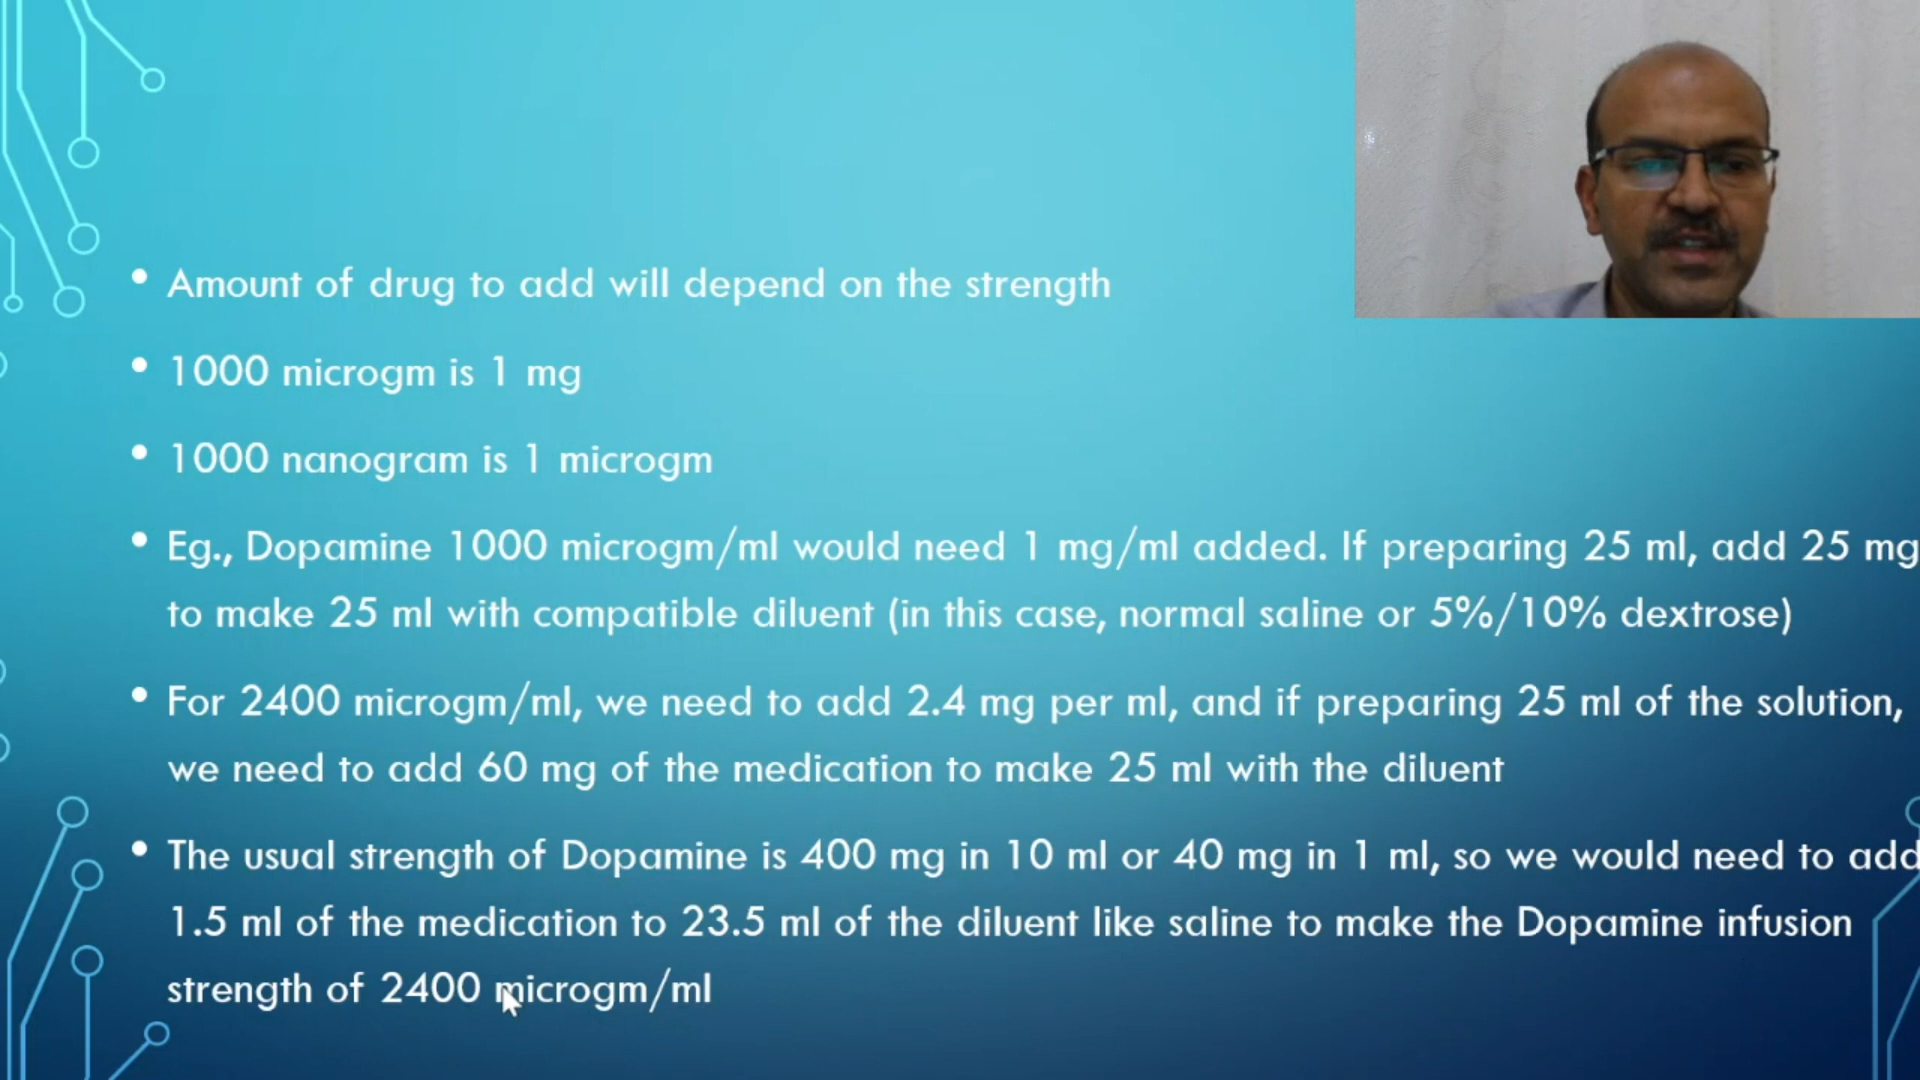 Amount of drug to add will depend on the strength
1000 microgm is 1 mg
1000 nanogram is 1 microgm
Eg., Dopamine 1000 microgm/ml would need 1 mg/ml added. If preparing 25 ml, add 25 mg
to make 25 ml with compatible diluent (in this case, normal saline or 5%/10% dextrose)
For 2400 microgm/ml, we need to add 2.4 mg per ml, and if preparing 25 ml of the solution,
we need to add 60 mg of the medication to make 25 ml with the diluent
The usual strength of Dopamine is 400 mg in 10 ml or 40 mg in 1 ml, so we would need to add
1.5 ml of the medication to 23.5 ml of the diluent like saline to make the Dopamine infusion
strength of 2400 microgm/ml